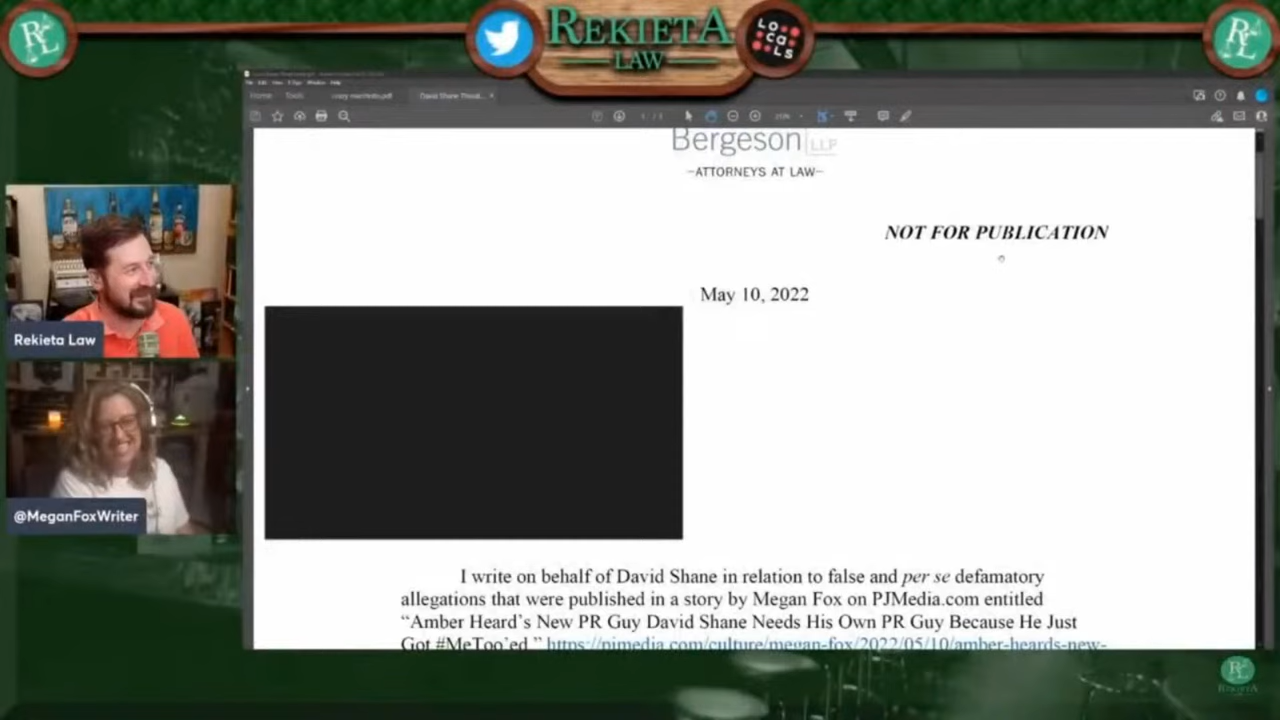 REKIETA
LAW
LOCALS
Home Tools
Bergeson LLP
-ATTORNEYS AT LAW-
NOT FOR PUBLICATION
May 10, 2022
Rekieta Law
@MeganFoxWriter
I write on behalf of David Shane in relation to false and per se defamatory
allegations that were published in a story by Megan Fox on PJMedia.com entitled
“Amber Heard’s New PR Guy David Shane Needs His Own PR Guy Because He Just
Got #MeToo’ed.” https://pjmedia.com/culture/megan-fox/2022/05/10/amber-heards-new-